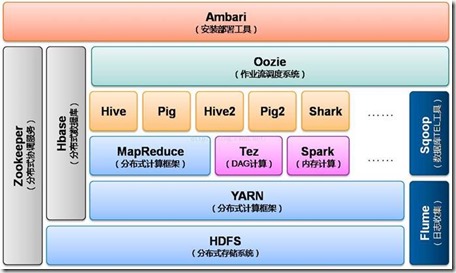 Ambari
（安装部署工具）
Zookeeper
（分布式协调服务）
Hbase
（分布式数据库）
Oozie
（作业流调度系统）
Hive
Pig
Hive2
Pig2
Shark
......
MapReduce
（分布式计算框架）
Tez
（DAG计算）
Spark
（内存计算）
......
Sqoop
（数据库TEL工具）
YARN
（分布式计算框架）
Flume
（日志收集）
HDFS
（分布式存储系统）